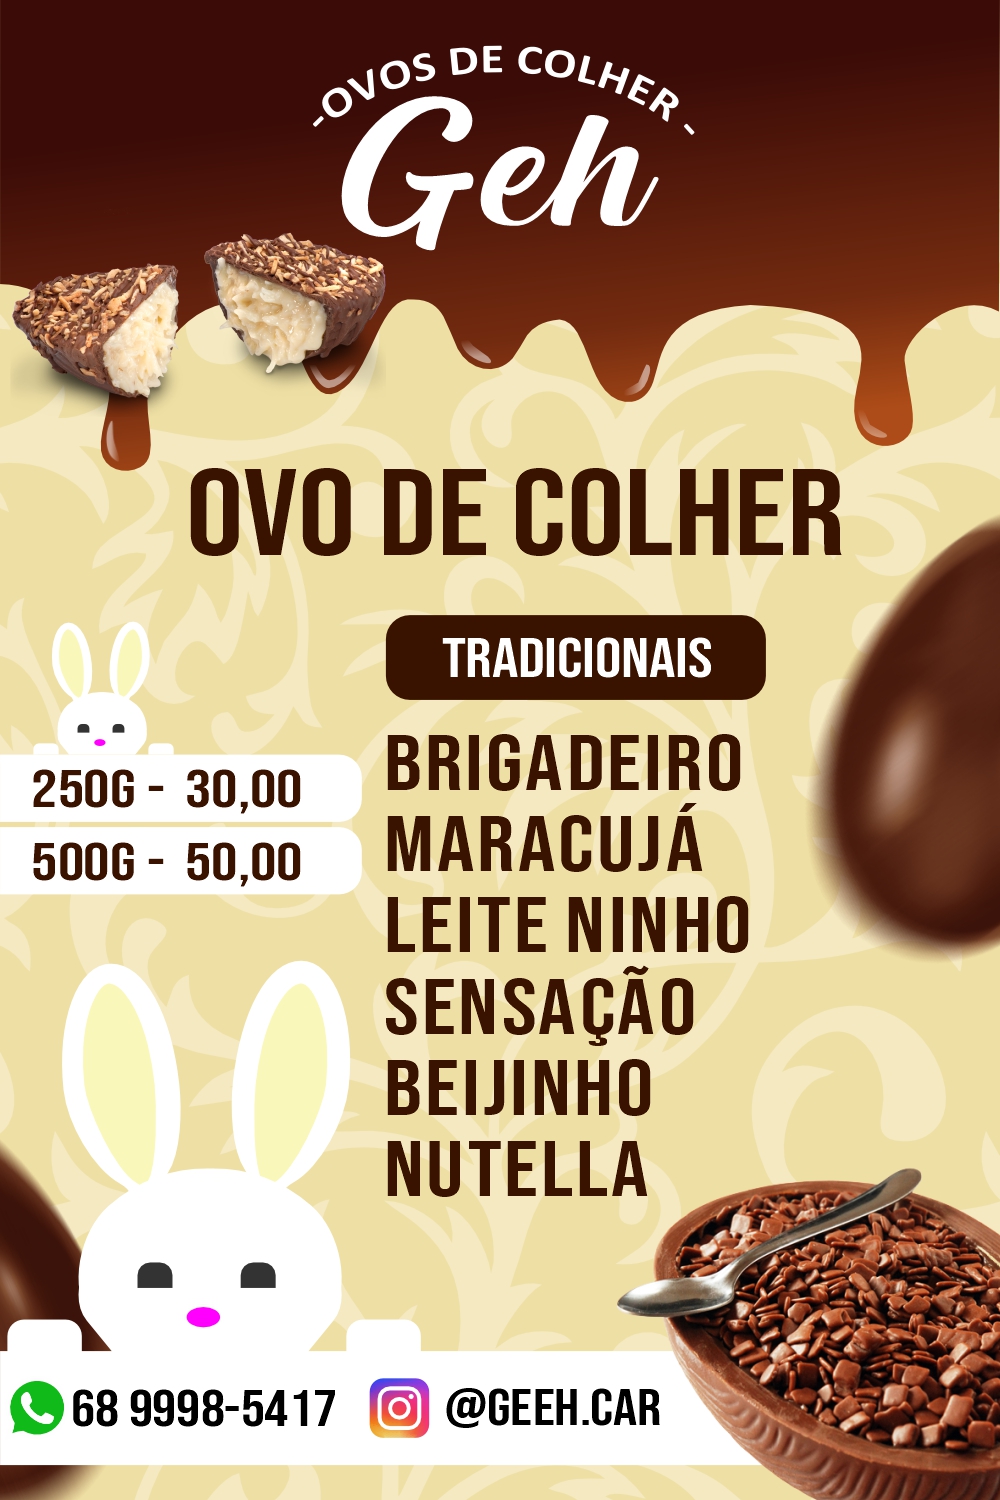 -OVOS DE COLHER-
Geh
OVO DE COLHER
TRADICIONAIS
250G - 30,00
500G - 50,00
BRIGADEIRO
MARACUJÁ
LEITE NINHO
SENSAÇÃO
BEIJINHO
NUTELLA
68 9998-5417
@GEEH.CAR